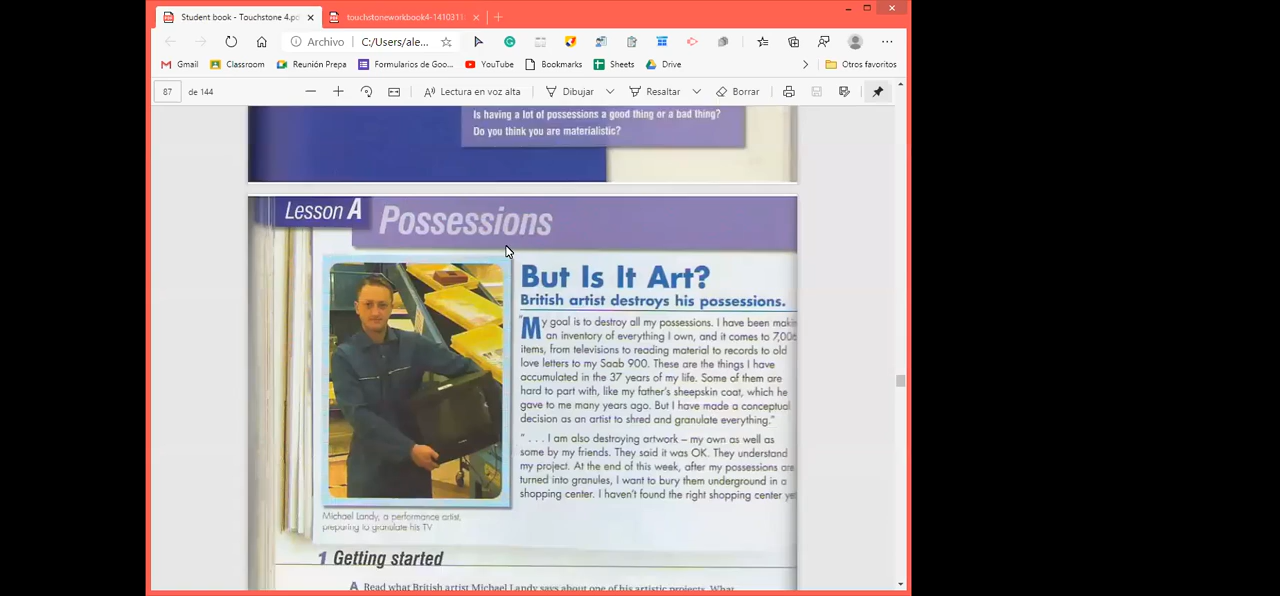 Student book - Touchstone 4.pd
touchstoneworkbook4-1410311
Archivo C:/Users/ale...
Gmail Classroom Reunión Prepa Formularios de Goo... YouTube Bookmarks Sheets Drive Otros favoritos
87 de 144 Lectura en voz alta Dibujar Resaltar Borrar
Is having a lot of possessions a good thing or a bad thing?
Do you think you are materialistic?
Lesson A Possessions
But Is It Art?
British artist destroys his possessions.
"My goal is to destroy all my possessions. I have been makin
an inventory of everything I own, and it comes to 7,006
items, from televisions to reading material to records to old
love letters to my Saab 900. These are the things I have
accumulated in the 37 years of my life. Some of them are
hard to part with, like my father's sheepskin coat, which he
gave to me many years ago. But I have made a conceptual
decision as an artist to shred and granulate everything."
" . . . I am also destroying artwork – my own as well as
some by my friends. They said it was OK. They understand
my project. At the end of this week, after my possessions are
turned into granules, I want to bury them underground in a
shopping center. I haven't found the right shopping center yet
Michael Landy, a performance artist,
preparing to granulate his TV
1 Getting started
A Read what British artist Michael Landy says about one of his artistic projects. What